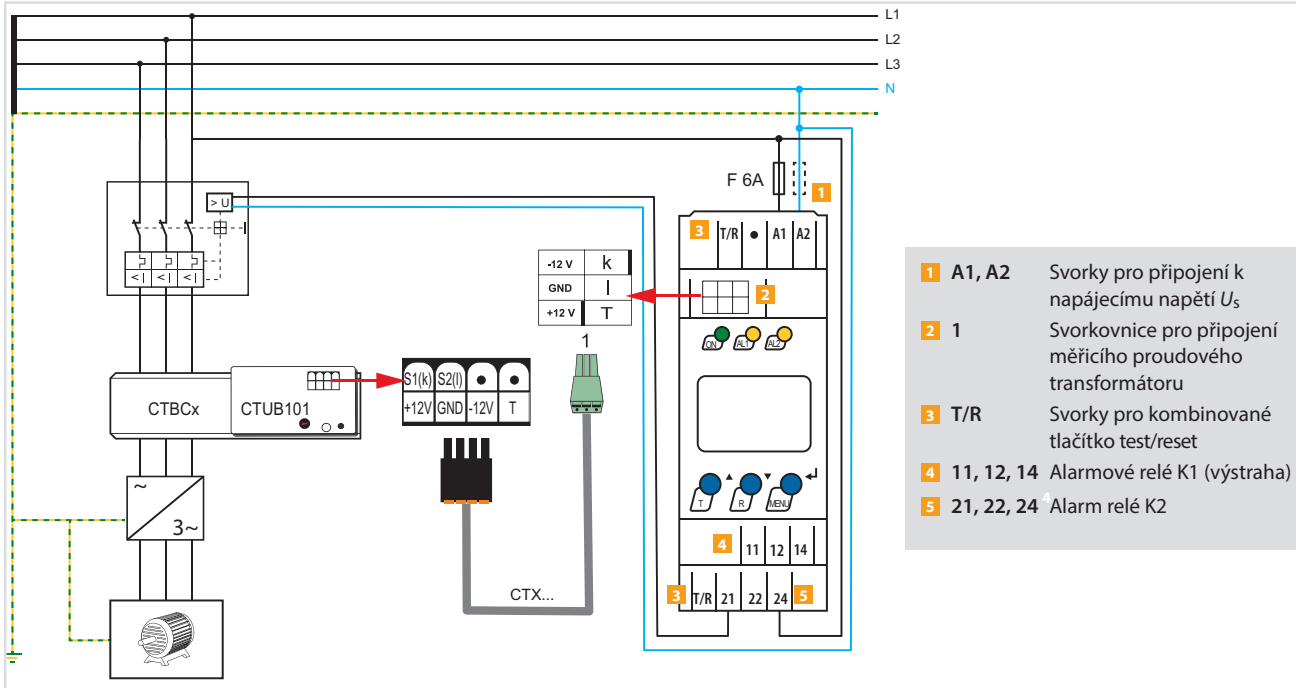 L1
L2
L3
N
F 6A
1
> U
3 T/R • A1 A2
-12 V k
GND l
+12 V T
1
2
ON AL1 AL2
< I < I < I
S1(k) S2(l) • •
+12V GND -12V T
CTBCx CTUB101
T R MENU
~
3~
4 11 12 14
CTX...
3 T/R 21 22 24 5
1 A1, A2 Svorky pro připojení k
napájecímu napětí Us
2 1 Svorkovnice pro připojení
měřicího proudového
transformátoru
3 T/R Svorky pro kombinované
tlačítko test/reset
4 11, 12, 14 Alarmové relé K1 (výstraha)
5 21, 22, 24 4 Alarm relé K2